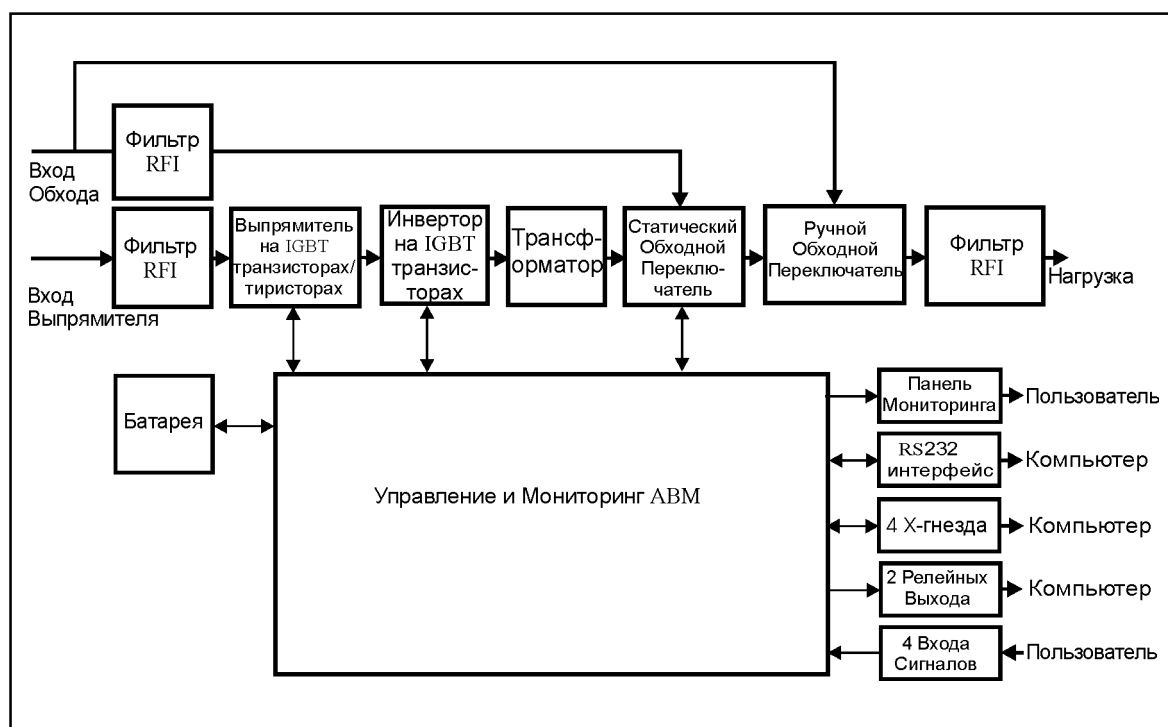 Фильтр
RFI
Вход
Обхода
Фильтр
RFI
Вход
Выпрямителя
Выпрямитель
на IGBT
транзисторах/
тиристорах
Инвертор
на IGBT
транзис-
торах
Трансф-
орматор
Статический
Обходной
Переклю-
чатель
Ручной
Обходной
Переключатель
Фильтр
RFI
Нагрузка
Батарея
Управление и Мониторинг ABM
Панель
Мониторинга
Пользователь
RS232
интерфейс
Компьютер
4 X-гнезда
Компьютер
2 Релейных
Выхода
Компьютер
4 Входа
Сигналов
Пользователь